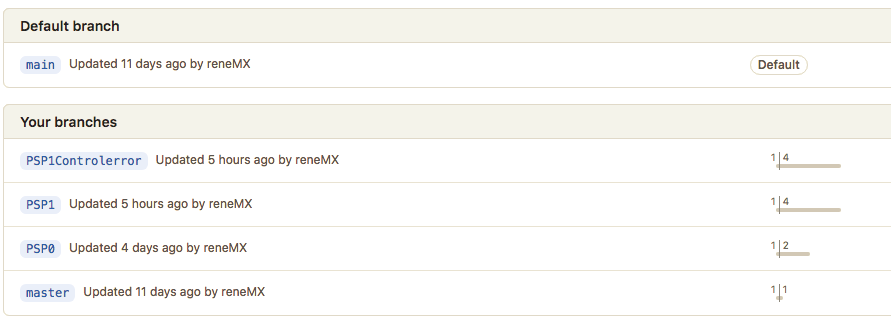 Default branch
main Updated 11 days ago by reneMX Default
Your branches
PSP1Controlerror Updated 5 hours ago by reneMX 1 4
PSP1 Updated 5 hours ago by reneMX 1 4
PSP0 Updated 4 days ago by reneMX 1 2
master Updated 11 days ago by reneMX 1 1